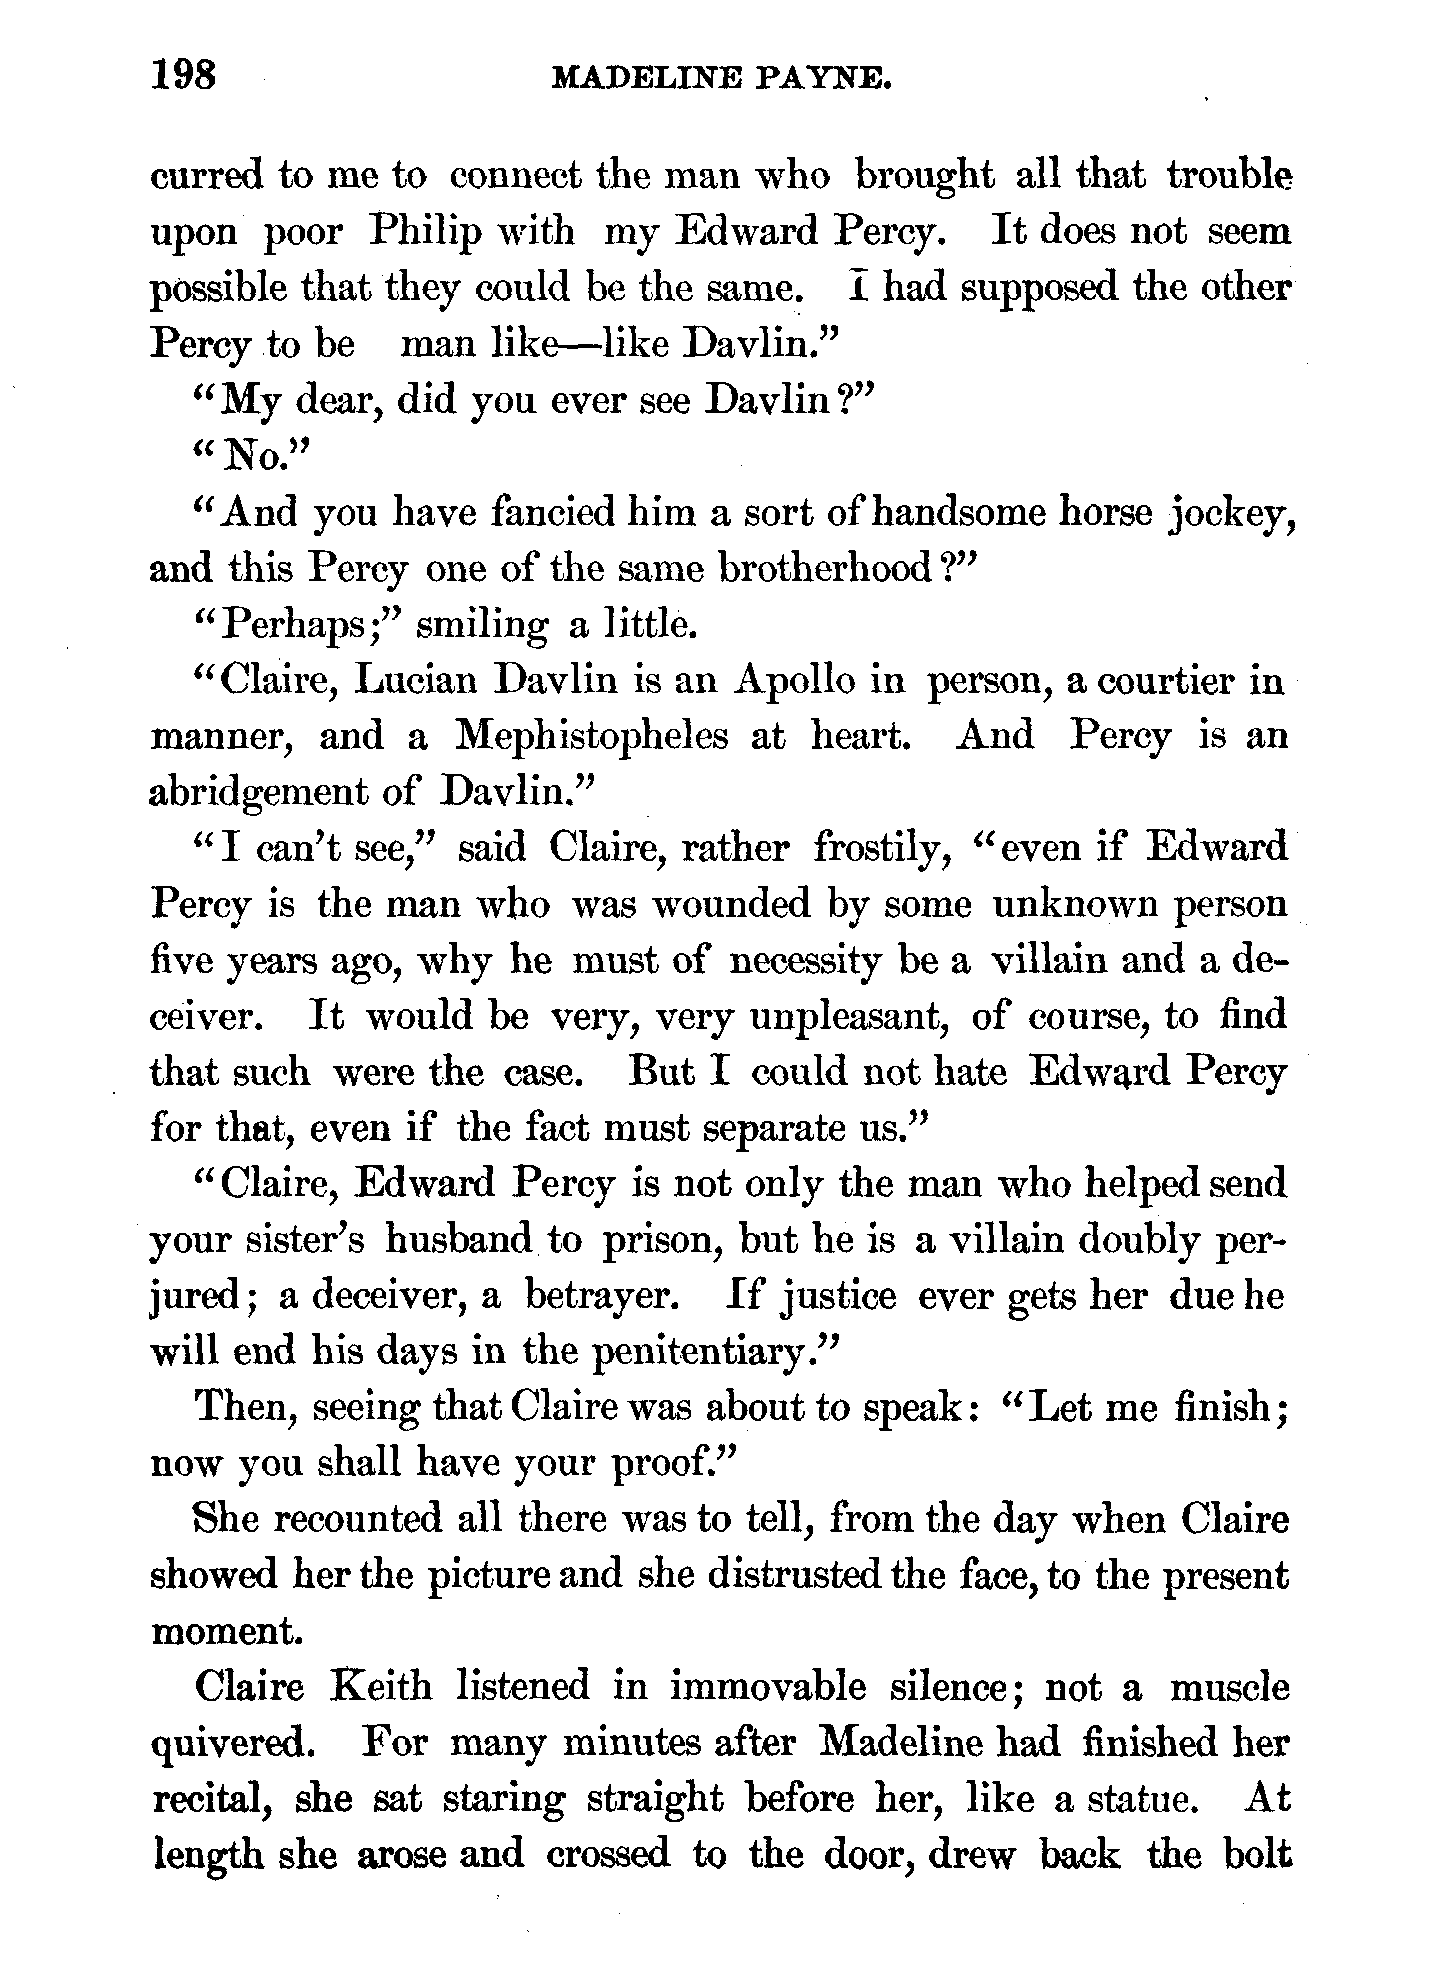 198 MADELINE PAYNE.
curred to me to connect the man who brought all that trouble
upon poor Philip with my Edward Percy. It does not seem
possible that they could be the same. I had supposed the other
Percy to be man like—like Davlin.”
“My dear, did you ever see Davlin?”
“No.”
“And you have fancied him a sort of handsome horse jockey,
and this Percy one of the same brotherhood?”
“Perhaps;” smiling a little.
“Claire, Lucian Davlin is an Apollo in person, a courtier in
manner, and a Mephistopheles at heart. And Percy is an
abridgement of Davlin.”
“I can’t see,” said Claire, rather frostily, “even if Edward
Percy is the man who was wounded by some unknown person
five years ago, why he must of necessity be a villain and a de-
ceiver. It would be very, very unpleasant, of course, to find
that such were the case. But I could not hate Edward Percy
for that, even if the fact must separate us.”
“Claire, Edward Percy is not only the man who helped send
your sister’s husband to prison, but he is a villain doubly per-
jured; a deceiver, a betrayer. If justice ever gets her due he
will end his days in the penitentiary.”
Then, seeing that Claire was about to speak: “Let me finish;
now you shall have your proof.”
She recounted all there was to tell, from the day when Claire
showed her the picture and she distrusted the face, to the present
moment.
Claire Keith listened in immovable silence; not a muscle
quivered. For many minutes after Madeline had finished her
recital, she sat staring straight before her, like a statue. At
length she arose and crossed to the door, drew back the bolt